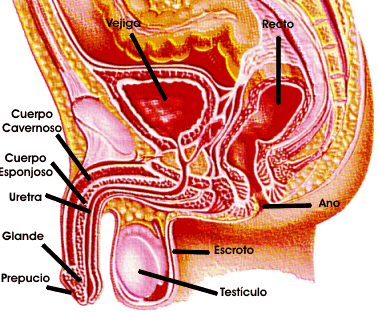 Vejiga
Recto
Cuerpo
Cavernoso
Cuerpo
Esponjoso
Uretra
Ano
Glande
Escroto
Prepucio
Testículo